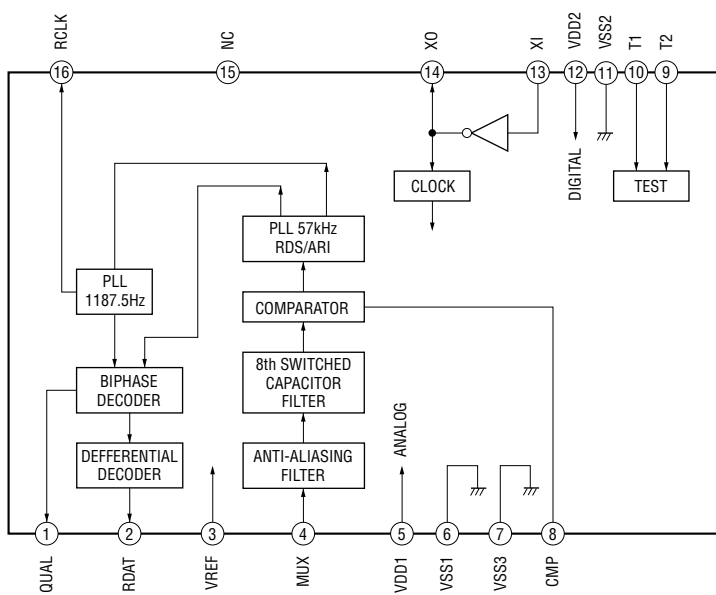 RCLK
NC
XO
XI
VDD2
VSS2
T1
T2
16
15
14
13
12
11
10
9
CLOCK
DIGITAL
TEST
PLL 57kHz
RDS/ARI
PLL
1187.5Hz
COMPARATOR
8th SWITCHED
CAPACITOR
FILTER
BIPHASE
DECODER
ANALOG
DEFFERENTIAL
DECODER
ANTI-ALIASING
FILTER
1
2
3
4
5
6
7
8
QUAL
RDAT
VREF
MUX
VDD1
VSS1
VSS3
CMP